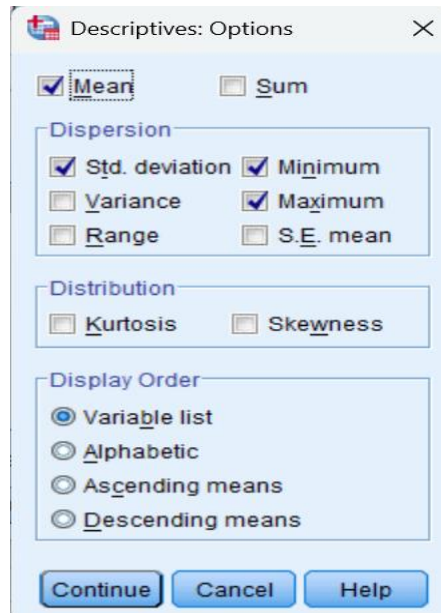 Descriptives: Options
Mean Sum
Dispersion
Std. deviation Minimum
Variance Maximum
Range S.E. mean
Distribution
Kurtosis Skewness
Display Order
Variable list
Alphabetic
Ascending means
Descending means
Continue Cancel Help